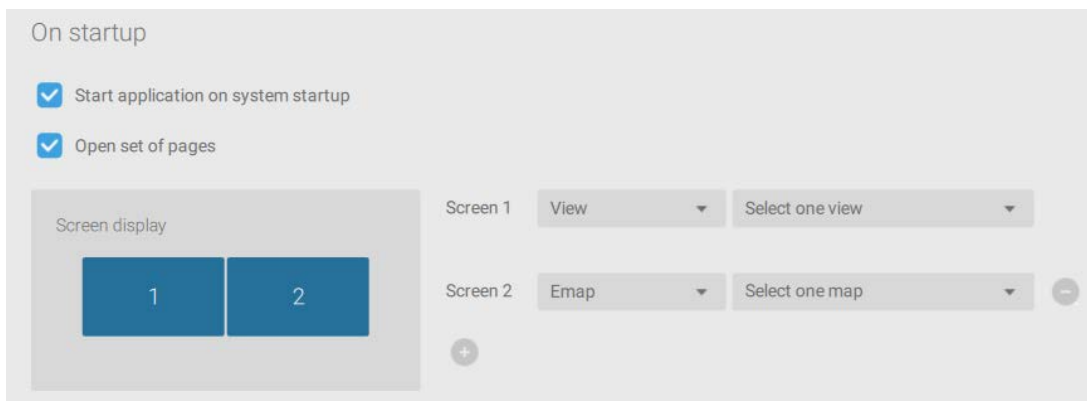 On startup
Start application on system startup
Open set of pages
Screen display
1 2
Screen 1 View Select one view
Screen 2 Emap Select one map